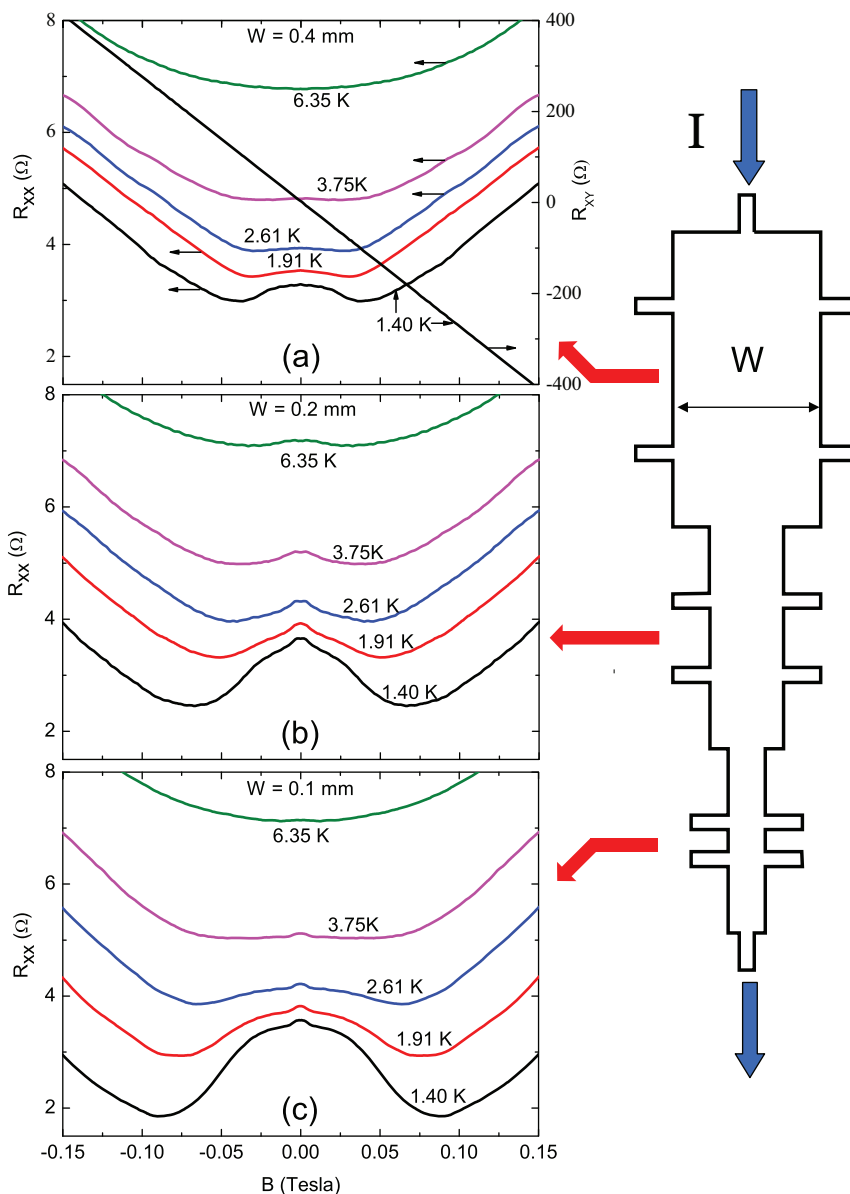 8
6
4
2
R_XX (Ω)
W = 0.4 mm
6.35 K
3.75K
2.61 K
1.91 K
1.40 K
(a)
400
200
0
-200
-400
R_XY (Ω)
I
W
8
6
4
2
R_XX (Ω)
W = 0.2 mm
6.35 K
3.75K
2.61 K
1.91 K
1.40 K
(b)
8
6
4
2
R_XX (Ω)
W = 0.1 mm
6.35 K
3.75K
2.61 K
1.91 K
1.40 K
(c)
-0.15 -0.10 -0.05 0.00 0.05 0.10 0.15
B (Tesla)